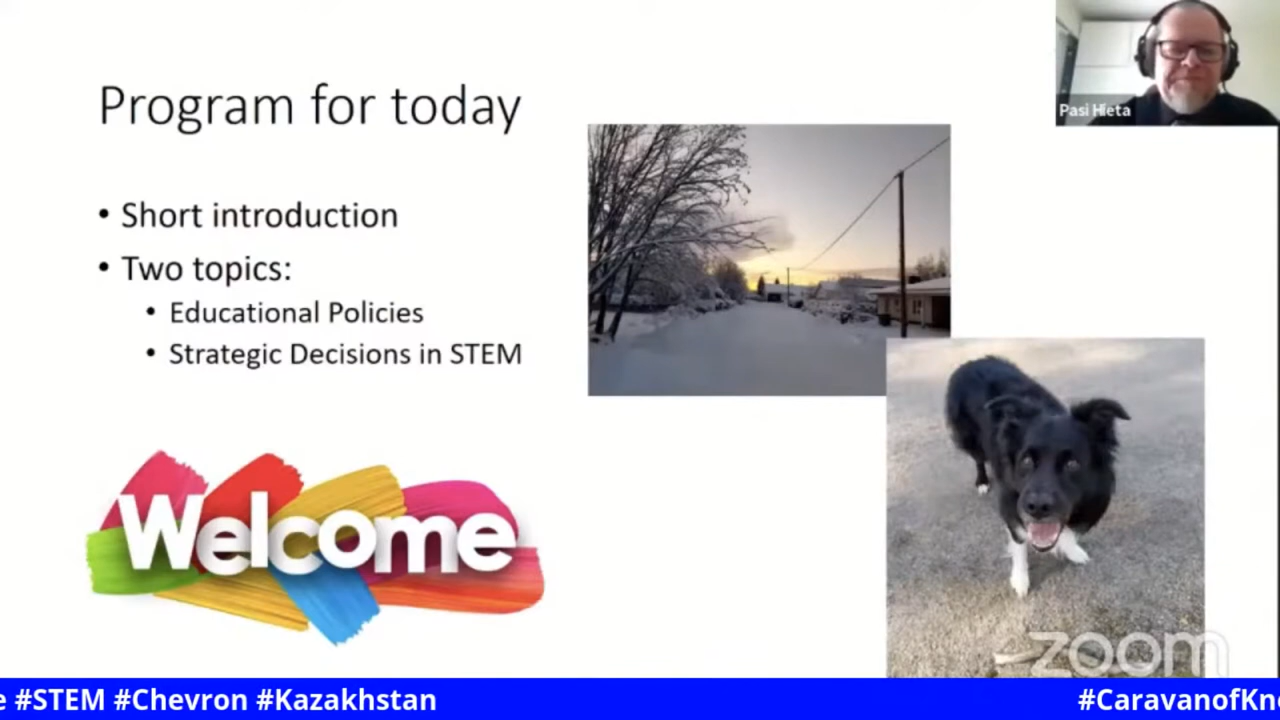 Program for today
Pasi Hieta
• Short introduction
• Two topics:
• Educational Policies
• Strategic Decisions in STEM
Welcome
zoom
e #STEM #Chevron #Kazakhstan
#CaravanofKn